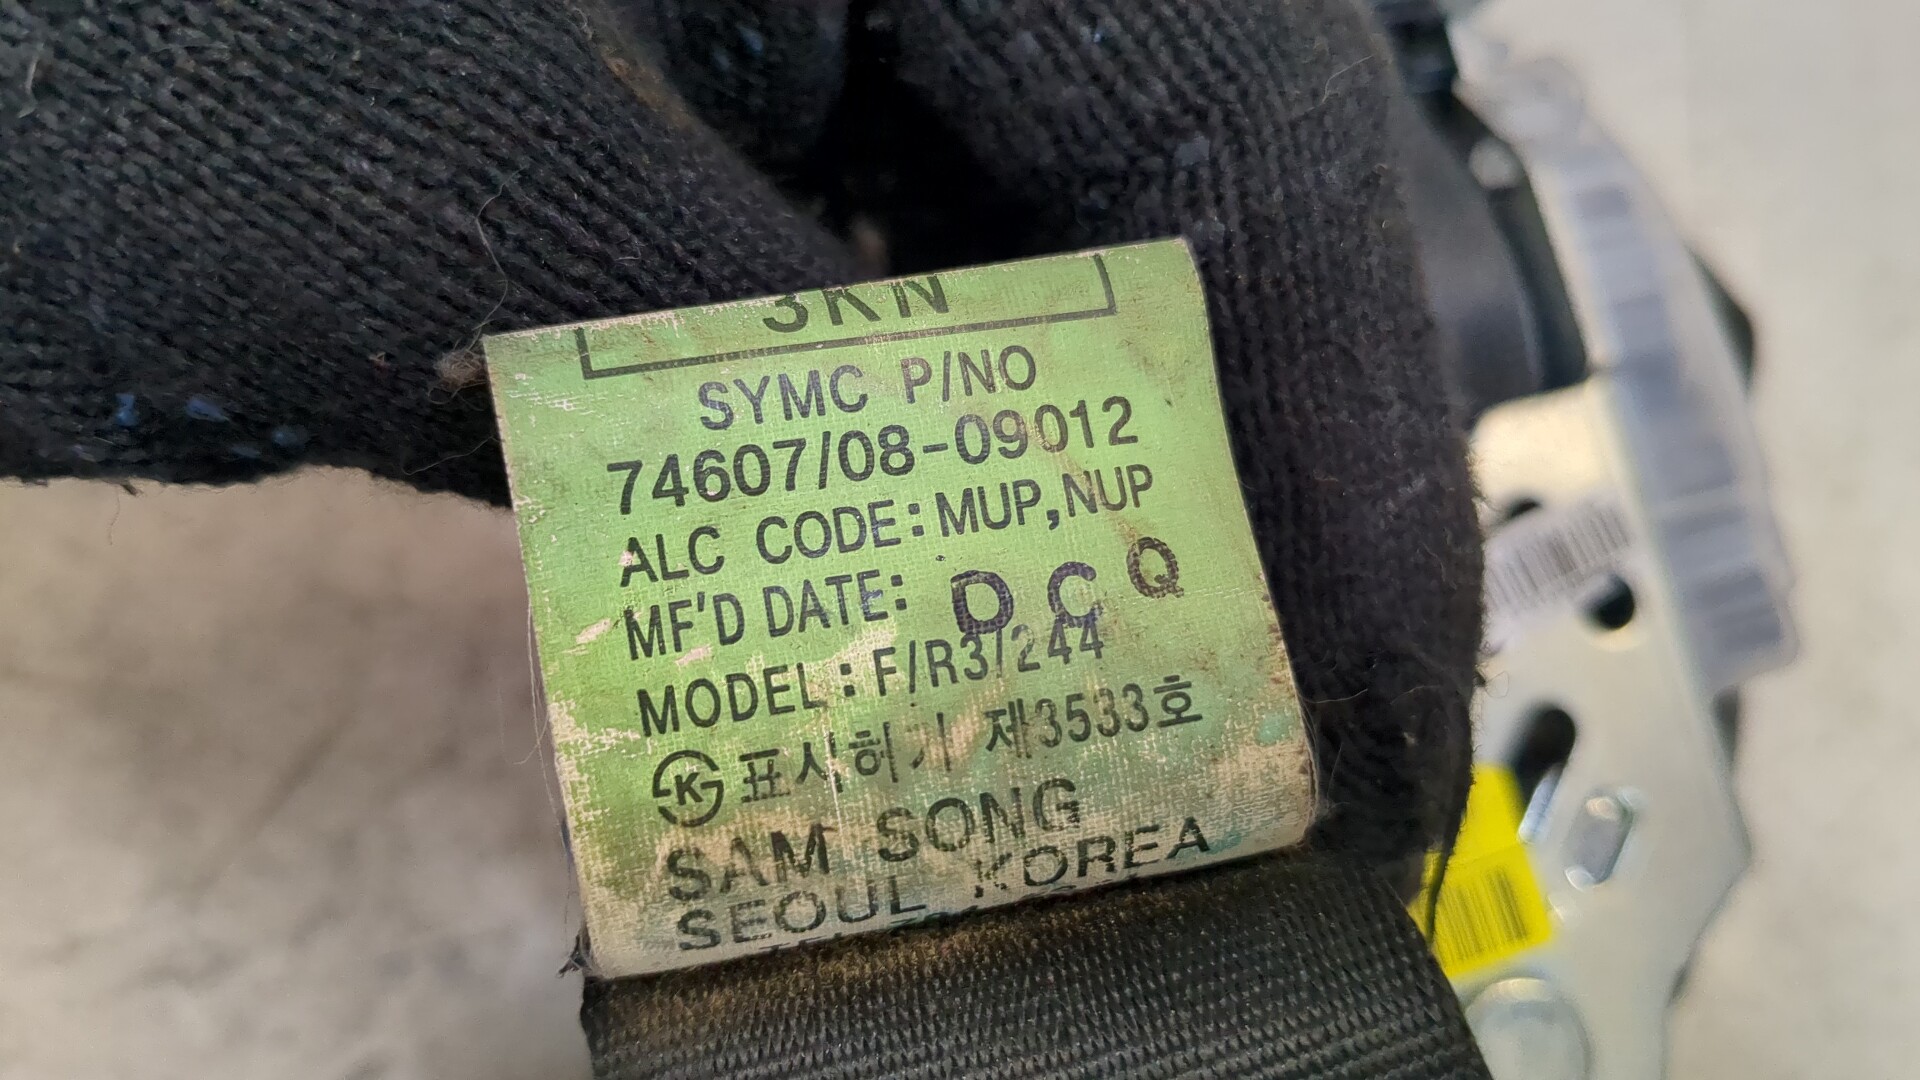 3KN
SYMC P/NO
74607/08-09012
ALC CODE: MUP,NUP
MF'D DATE: D C Q
MODEL: F/R3/244
K 표시허가 제3533호
SAM SONG
SEOUL KOREA